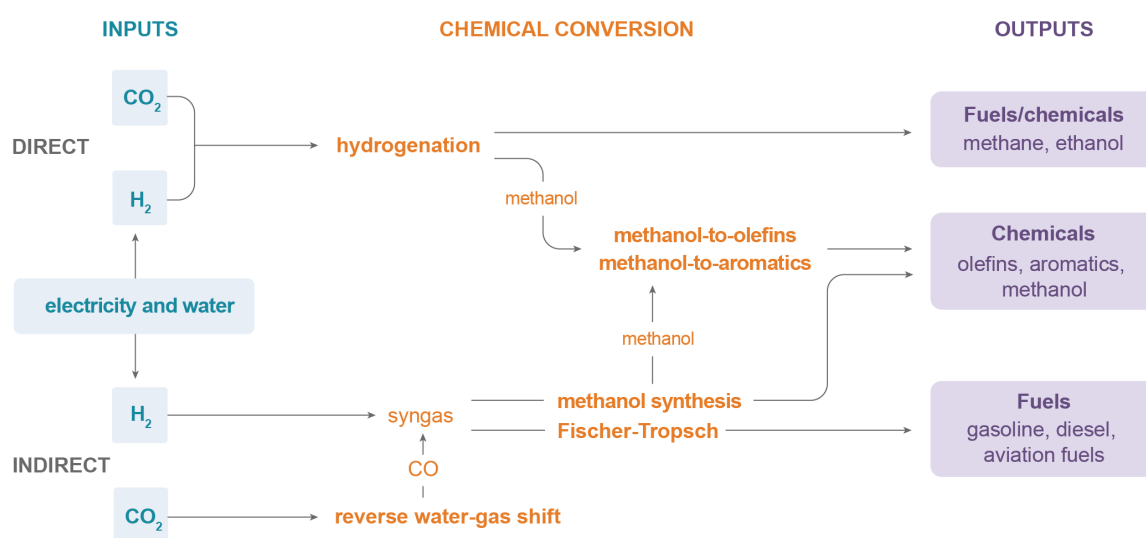 INPUTS
CHEMICAL CONVERSION
OUTPUTS
CO₂
DIRECT
H₂
hydrogenation
methanol
Fuels/chemicals
methane, ethanol
methanol-to-olefins
methanol-to-aromatics
Chemicals
olefins, aromatics,
methanol
electricity and water
methanol
H₂
syngas
methanol synthesis
Fischer-Tropsch
Fuels
gasoline, diesel,
aviation fuels
INDIRECT
CO
CO₂
reverse water-gas shift